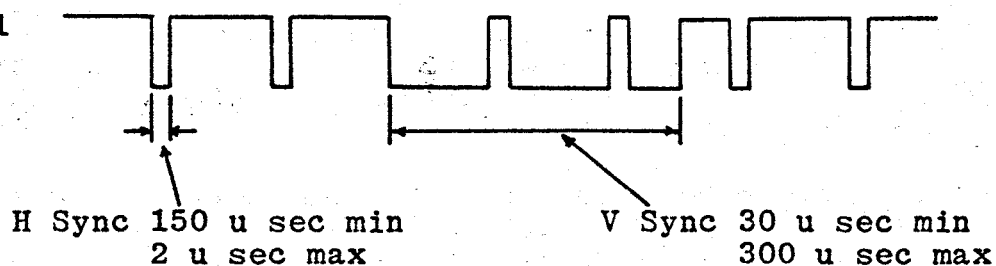 H Sync 150 u sec min
2 u sec max
V Sync 30 u sec min
300 u sec max